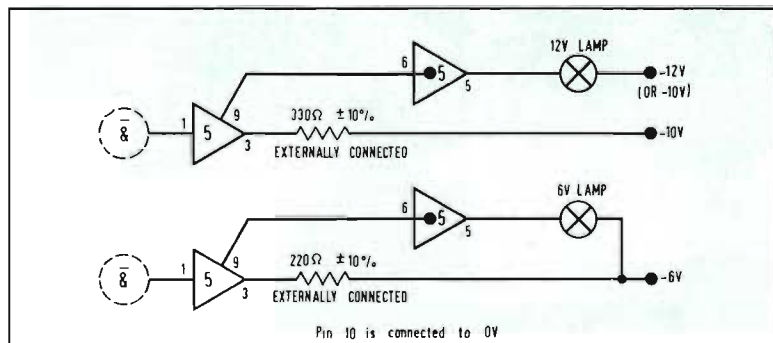 12V LAMP
6
5
5
-12V
(OR -10V)
&
1
5
9
3
330Ω ±10%
-10V
EXTERNALLY CONNECTED
6V LAMP
6
5
5
&
1
5
9
3
220Ω ±10%
-6V
EXTERNALLY CONNECTED
Pin 10 is connected to 0V